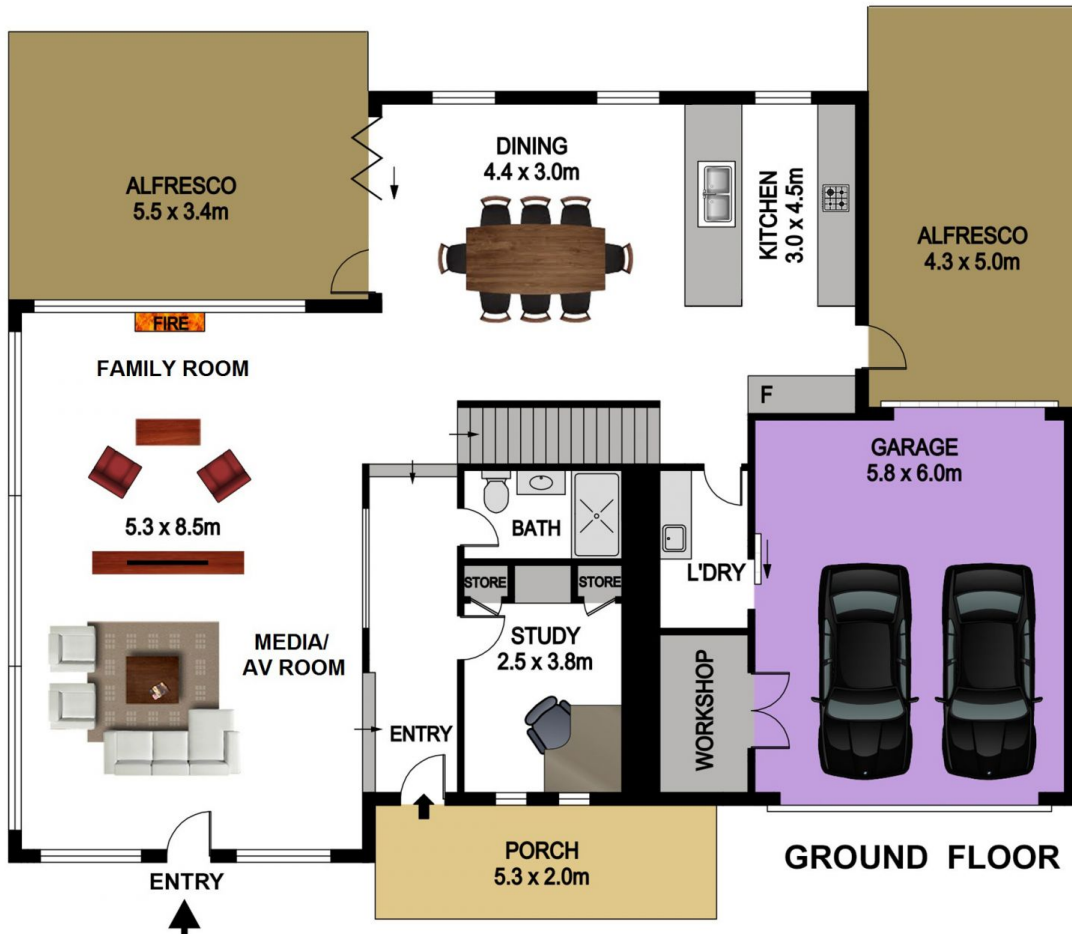 ALFRESCO
5.5 x 3.4m
DINING
4.4 x 3.0m
KITCHEN
3.0 x 4.5m
ALFRESCO
4.3 x 5.0m
FIRE
FAMILY ROOM
F
GARAGE
5.8 x 6.0m
5.3 x 8.5m
BATH
L'DRY
STORE
STORE
STUDY
2.5 x 3.8m
MEDIA/
AV ROOM
ENTRY
WORKSHOP
PORCH
5.3 x 2.0m
GROUND FLOOR
ENTRY